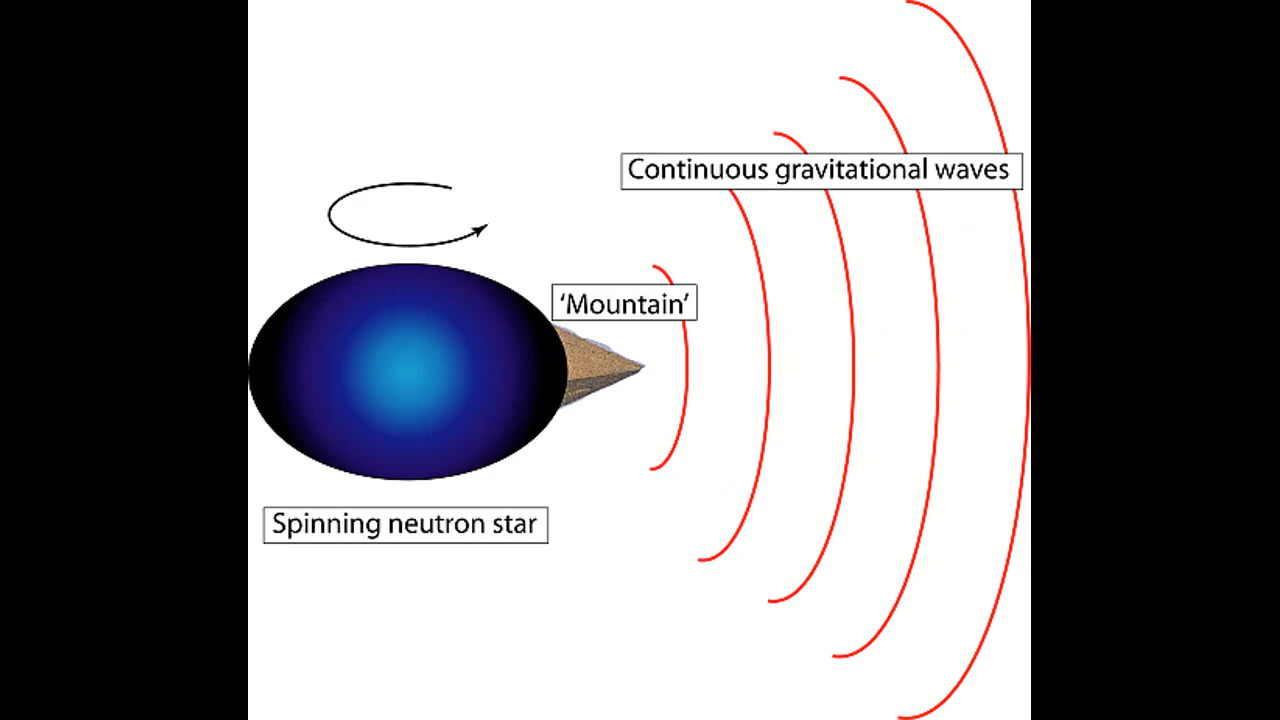 Continuous gravitational waves
‘Mountain’
Spinning neutron star